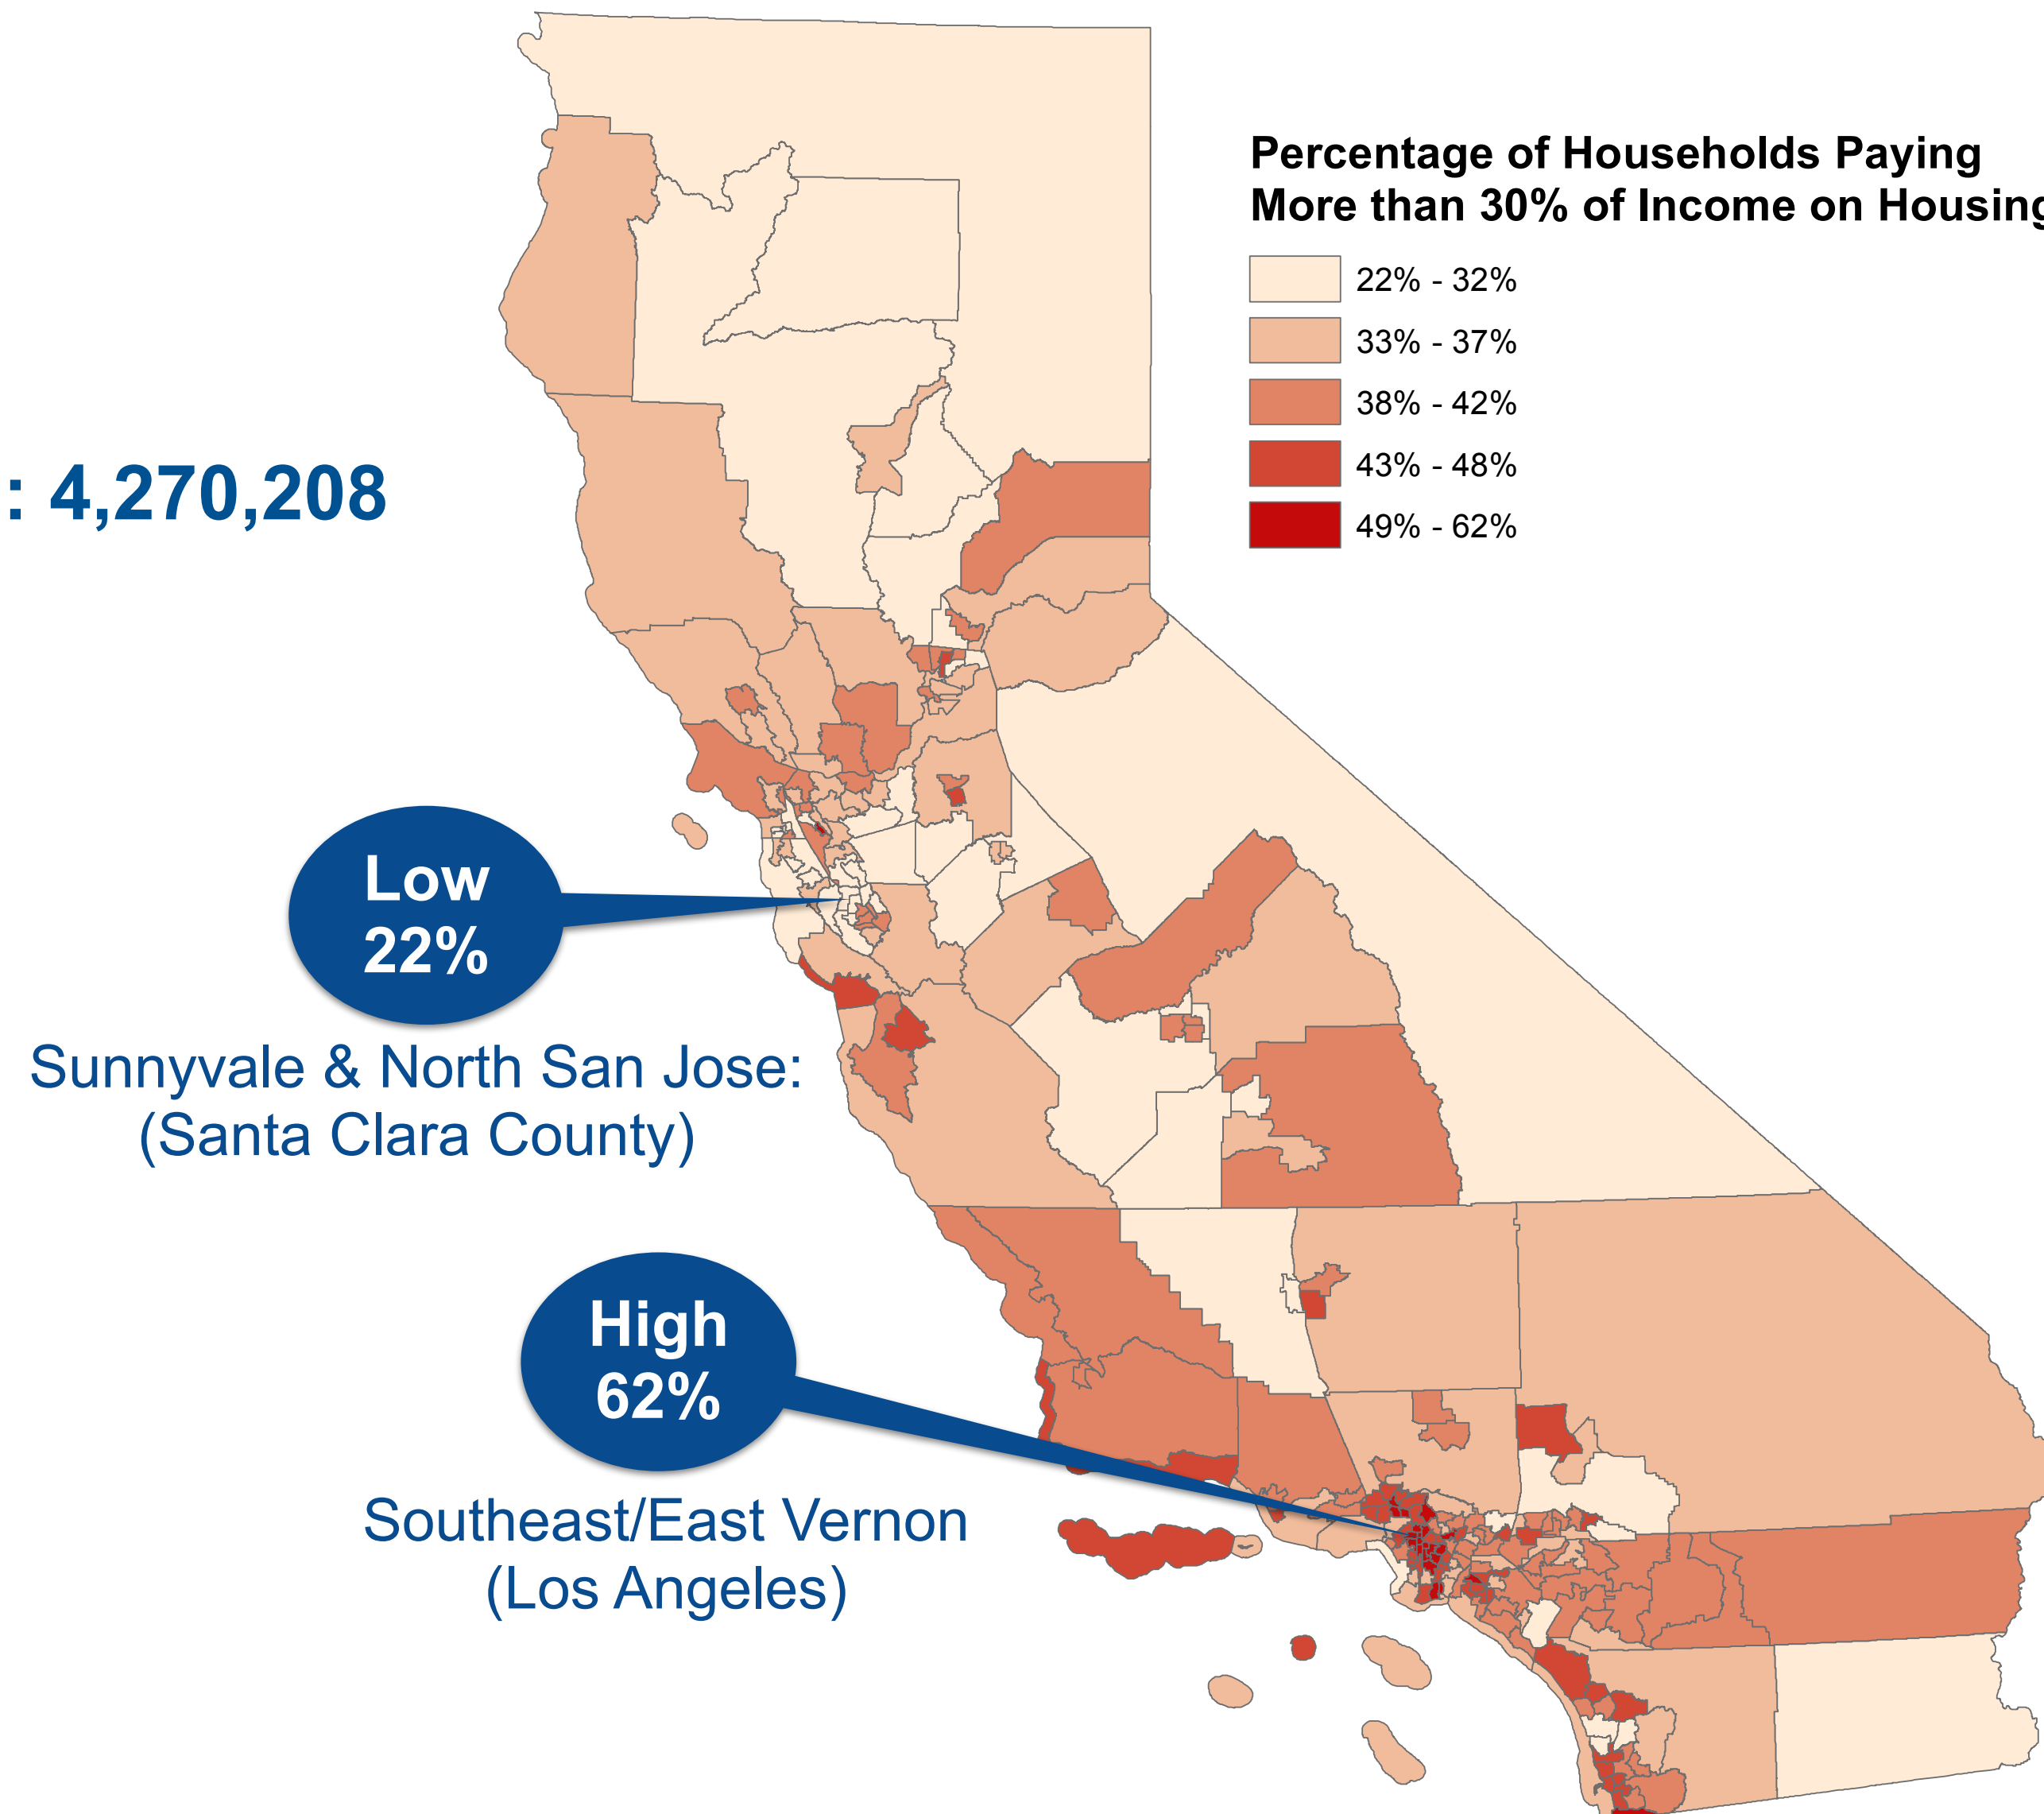 Percentage of Households Paying
More than 30% of Income on Housing
22% - 32%
33% - 37%
38% - 42%
43% - 48%
49% - 62%
: 4,270,208
Low
22%
Sunnyvale & North San Jose:
(Santa Clara County)
High
62%
Southeast/East Vernon
(Los Angeles)